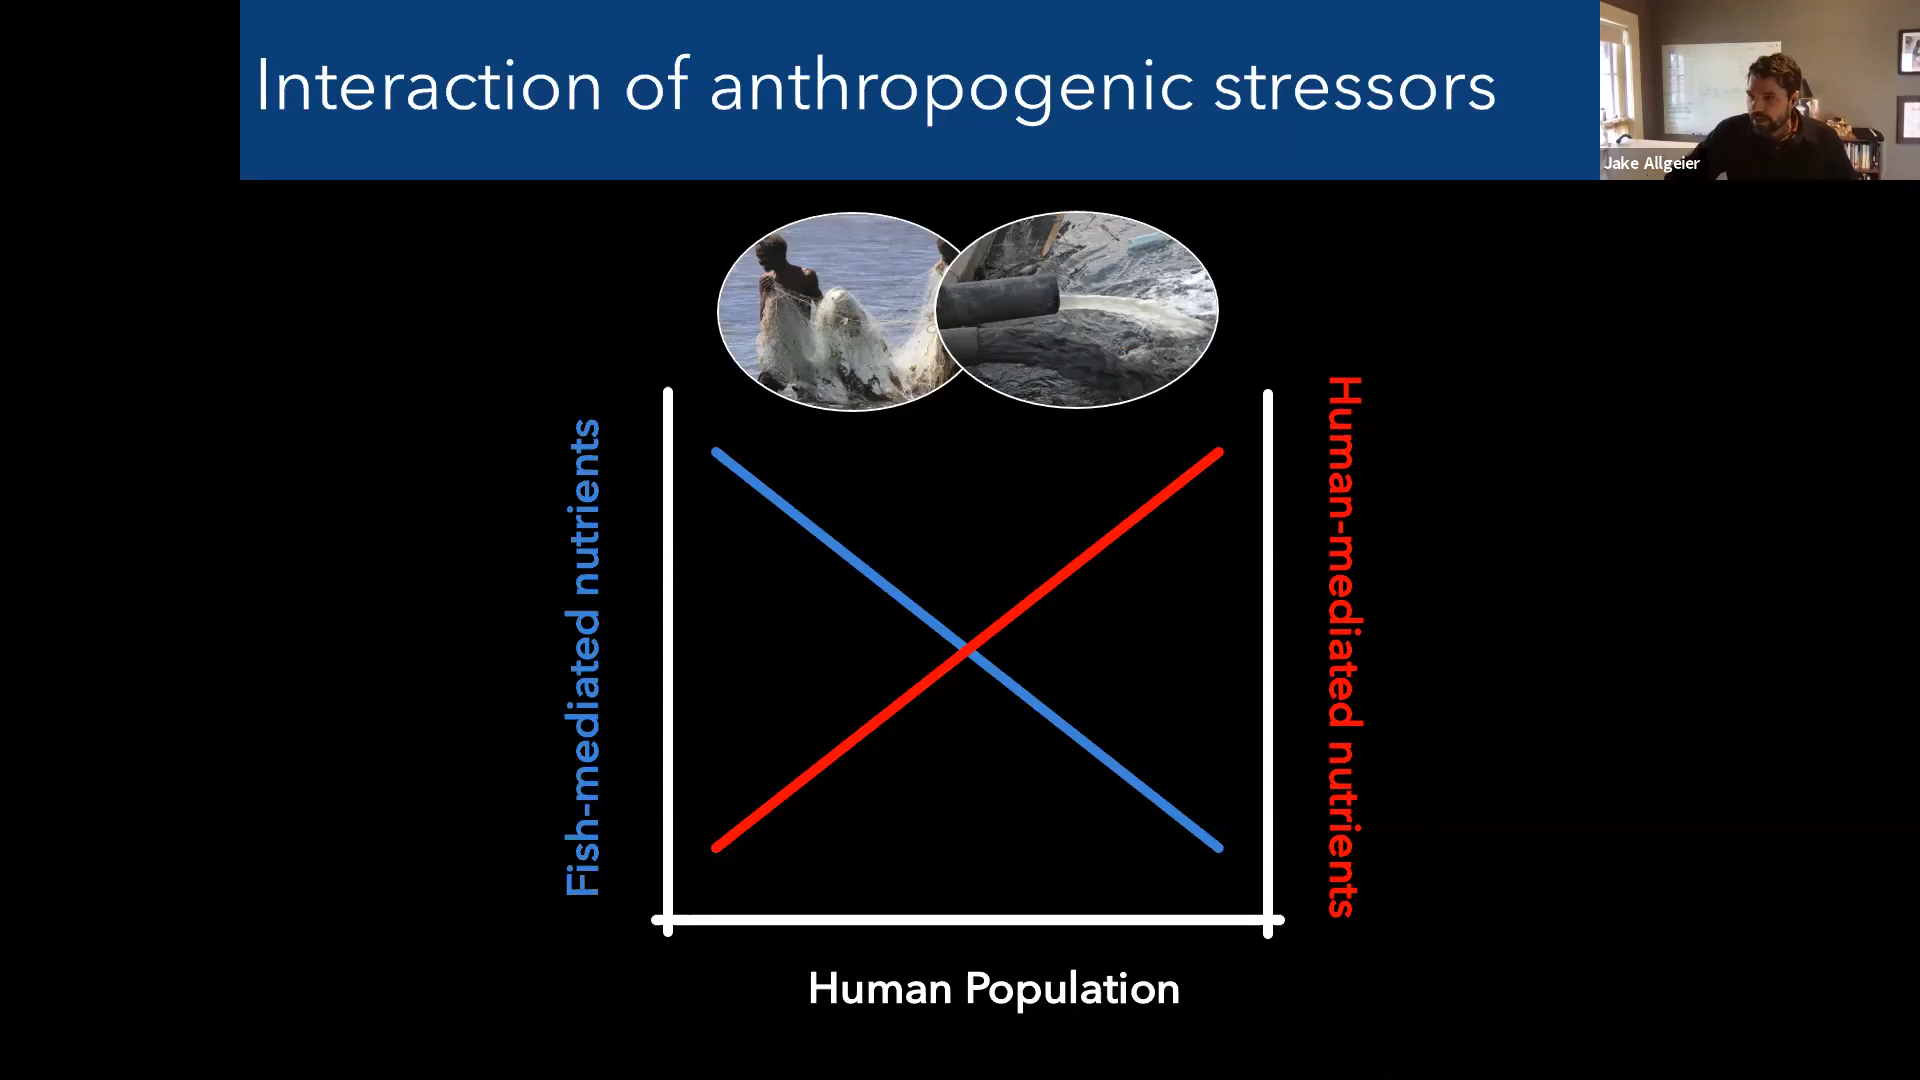 Interaction of anthropogenic stressors
Jake Allgeier
Fish-mediated nutrients
Human-mediated nutrients
Human Population